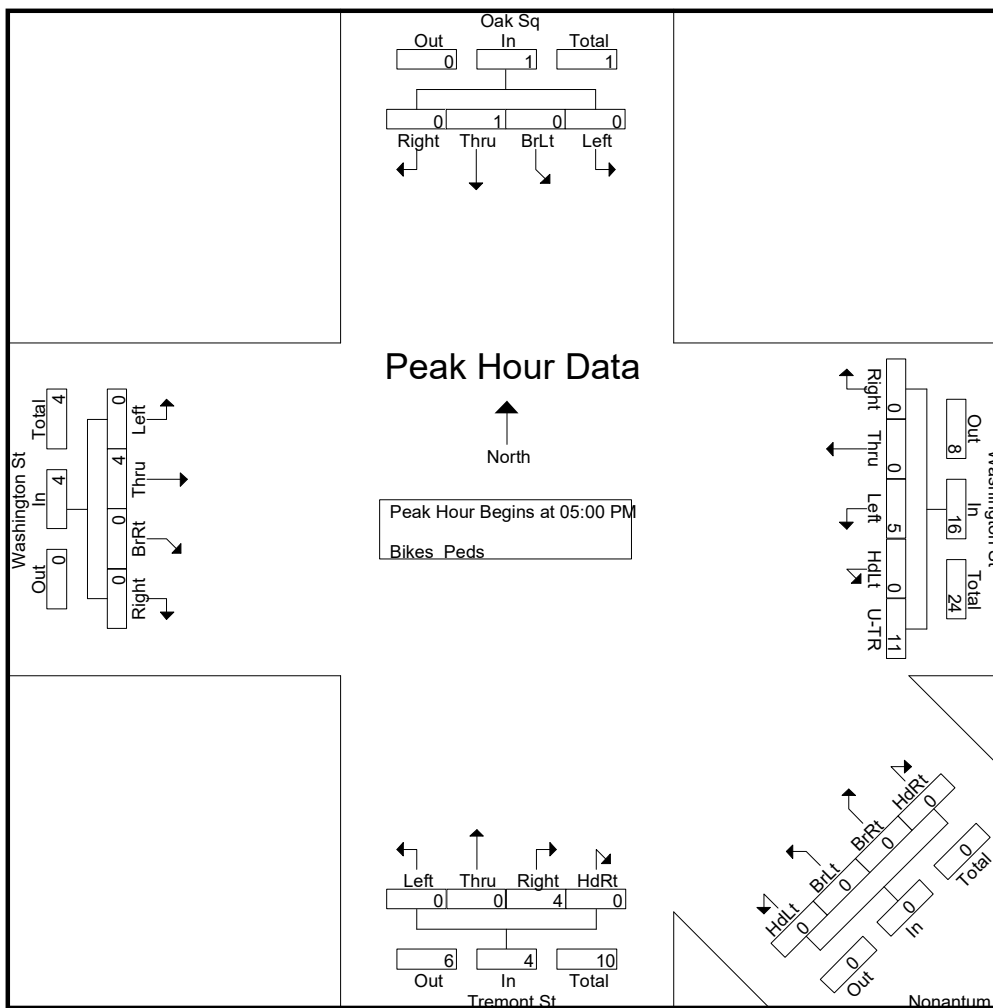 Oak Sq
Out In Total
0 1 1
0 1 0 0
Right Thru BrLt Left
Peak Hour Data
North
Peak Hour Begins at 05:00 PM
Bikes Peds
Washington St
Total In Out
4 4 0
0 4 0 0
Left Thru BrRt Right
Washington St
Out In Total
8 16 24
0 0 5 0 11
Right Thru Left HdLt U-TR
HdRt BrRt BrLt HdLt
0 0 0 0
Total In Out
0 0 0
Nonantum
Left Thru Right HdRt
0 0 4 0
6 4 10
Out In Total
Tremont St